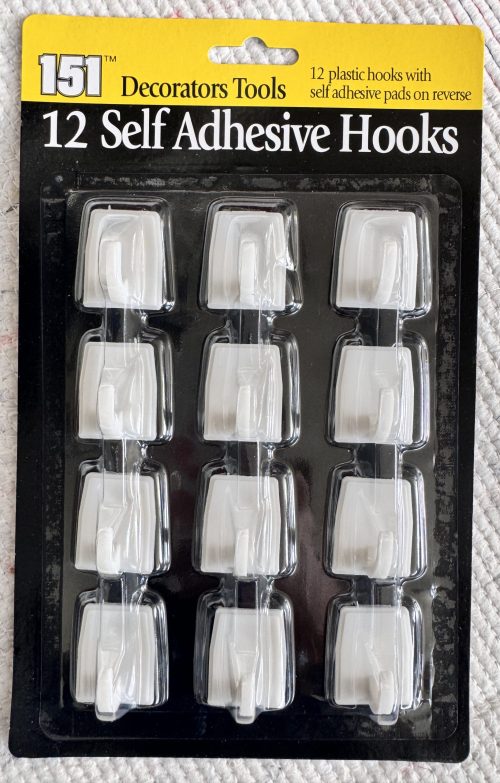 151™
Decorators Tools
12 plastic hooks with
self adhesive pads on reverse
12 Self Adhesive Hooks